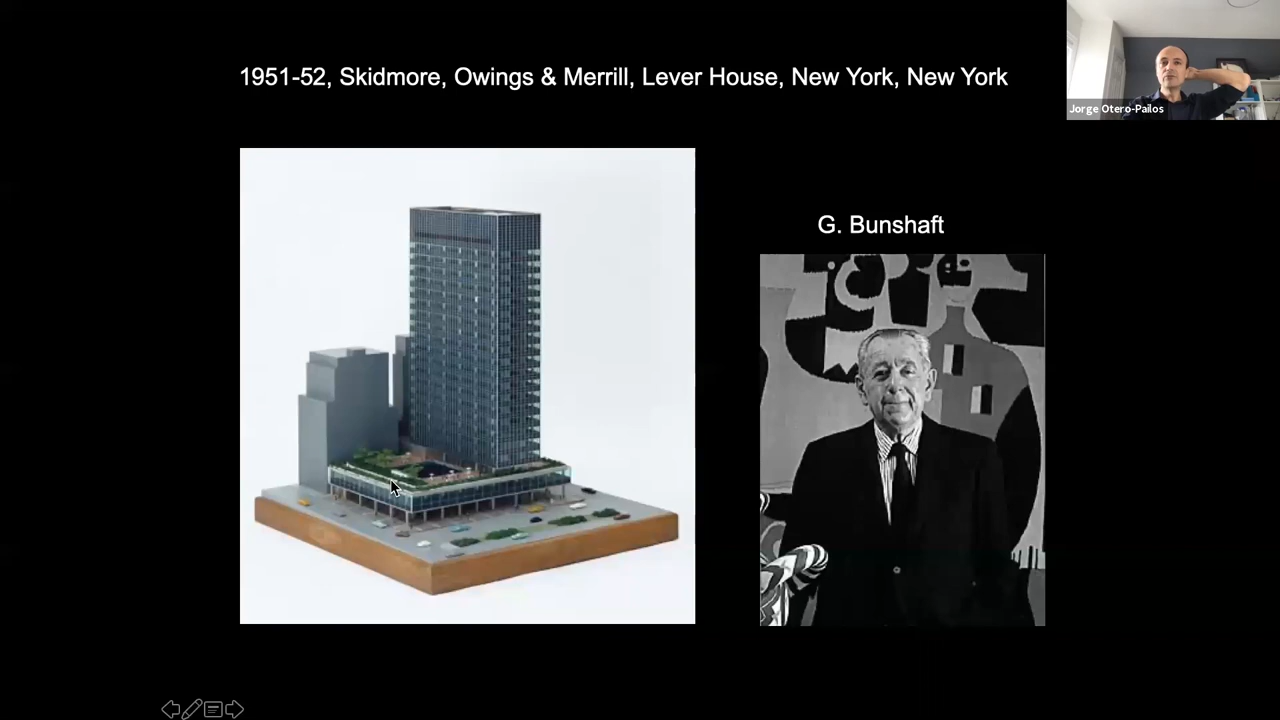 1951-52, Skidmore, Owings & Merrill, Lever House, New York, New York
Jorge Otero-Pailos
G. Bunshaft